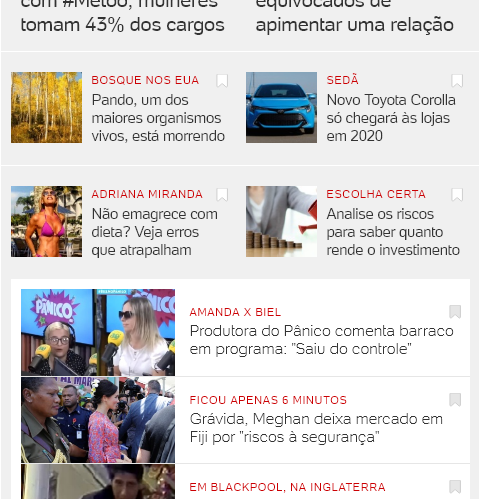 com #Metoo, mulheres
tomam 43% dos cargos
equivocados de
apimentar uma relação
BOSQUE NOS EUA
Pando, um dos
maiores organismos
vivos, está morrendo
SEDÃ
Novo Toyota Corolla
só chegará às lojas
em 2020
ADRIANA MIRANDA
Não emagrece com
dieta? Veja erros
que atrapalham
ESCOLHA CERTA
Analise os riscos
para saber quanto
rende o investimento
PÂNICO
AMANDA X BIEL
Produtora do Pânico comenta barraco
em programa: "Saiu do controle"
FICOU APENAS 6 MINUTOS
Grávida, Meghan deixa mercado em
Fiji por "riscos à segurança"
EM BLACKPOOL, NA INGLATERRA